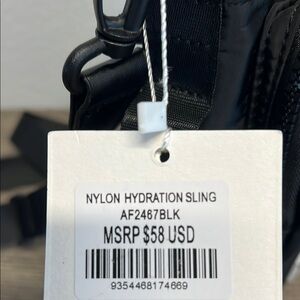 NYLON HYDRATION SLING
AF2467BLK
MSRP $58 USD
9354468174669